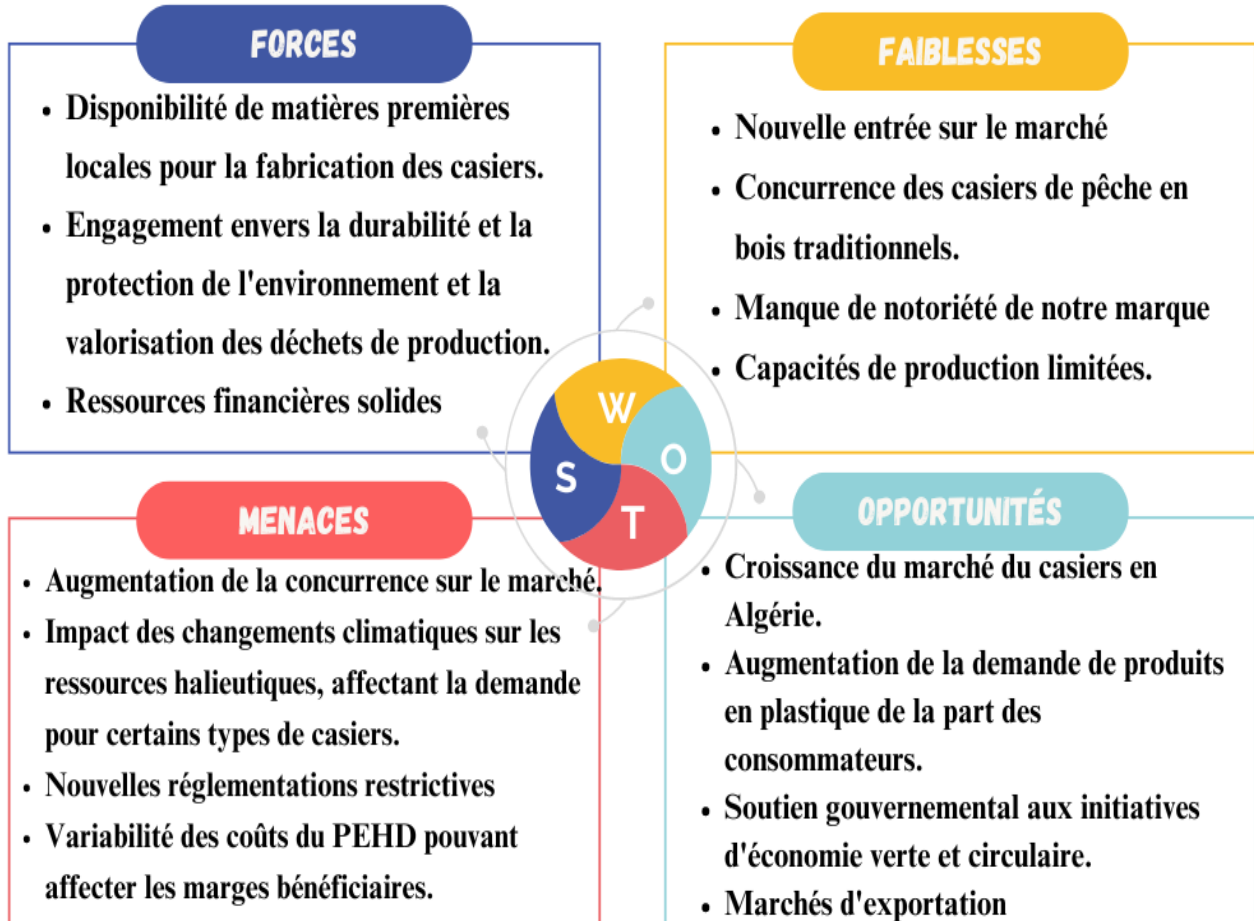 FORCES
• Disponibilité de matières premières
locales pour la fabrication des casiers.
• Engagement envers la durabilité et la
protection de l'environnement et la
valorisation des déchets de production.
• Ressources financières solides
FAIBLESSES
• Nouvelle entrée sur le marché
• Concurrence des casiers de pêche en
bois traditionnels.
• Manque de notoriété de notre marque
• Capacités de production limitées.
W
S
O
T
MENACES
• Augmentation de la concurrence sur le marché.
• Impact des changements climatiques sur les
ressources halieutiques, affectant la demande
pour certains types de casiers.
• Nouvelles réglementations restrictives
• Variabilité des coûts du PEHD pouvant
affecter les marges bénéficiaires.
OPPORTUNITÉS
• Croissance du marché du casiers en
Algérie.
• Augmentation de la demande de produits
en plastique de la part des
consommateurs.
• Soutien gouvernemental aux initiatives
d'économie verte et circulaire.
• Marchés d'exportation